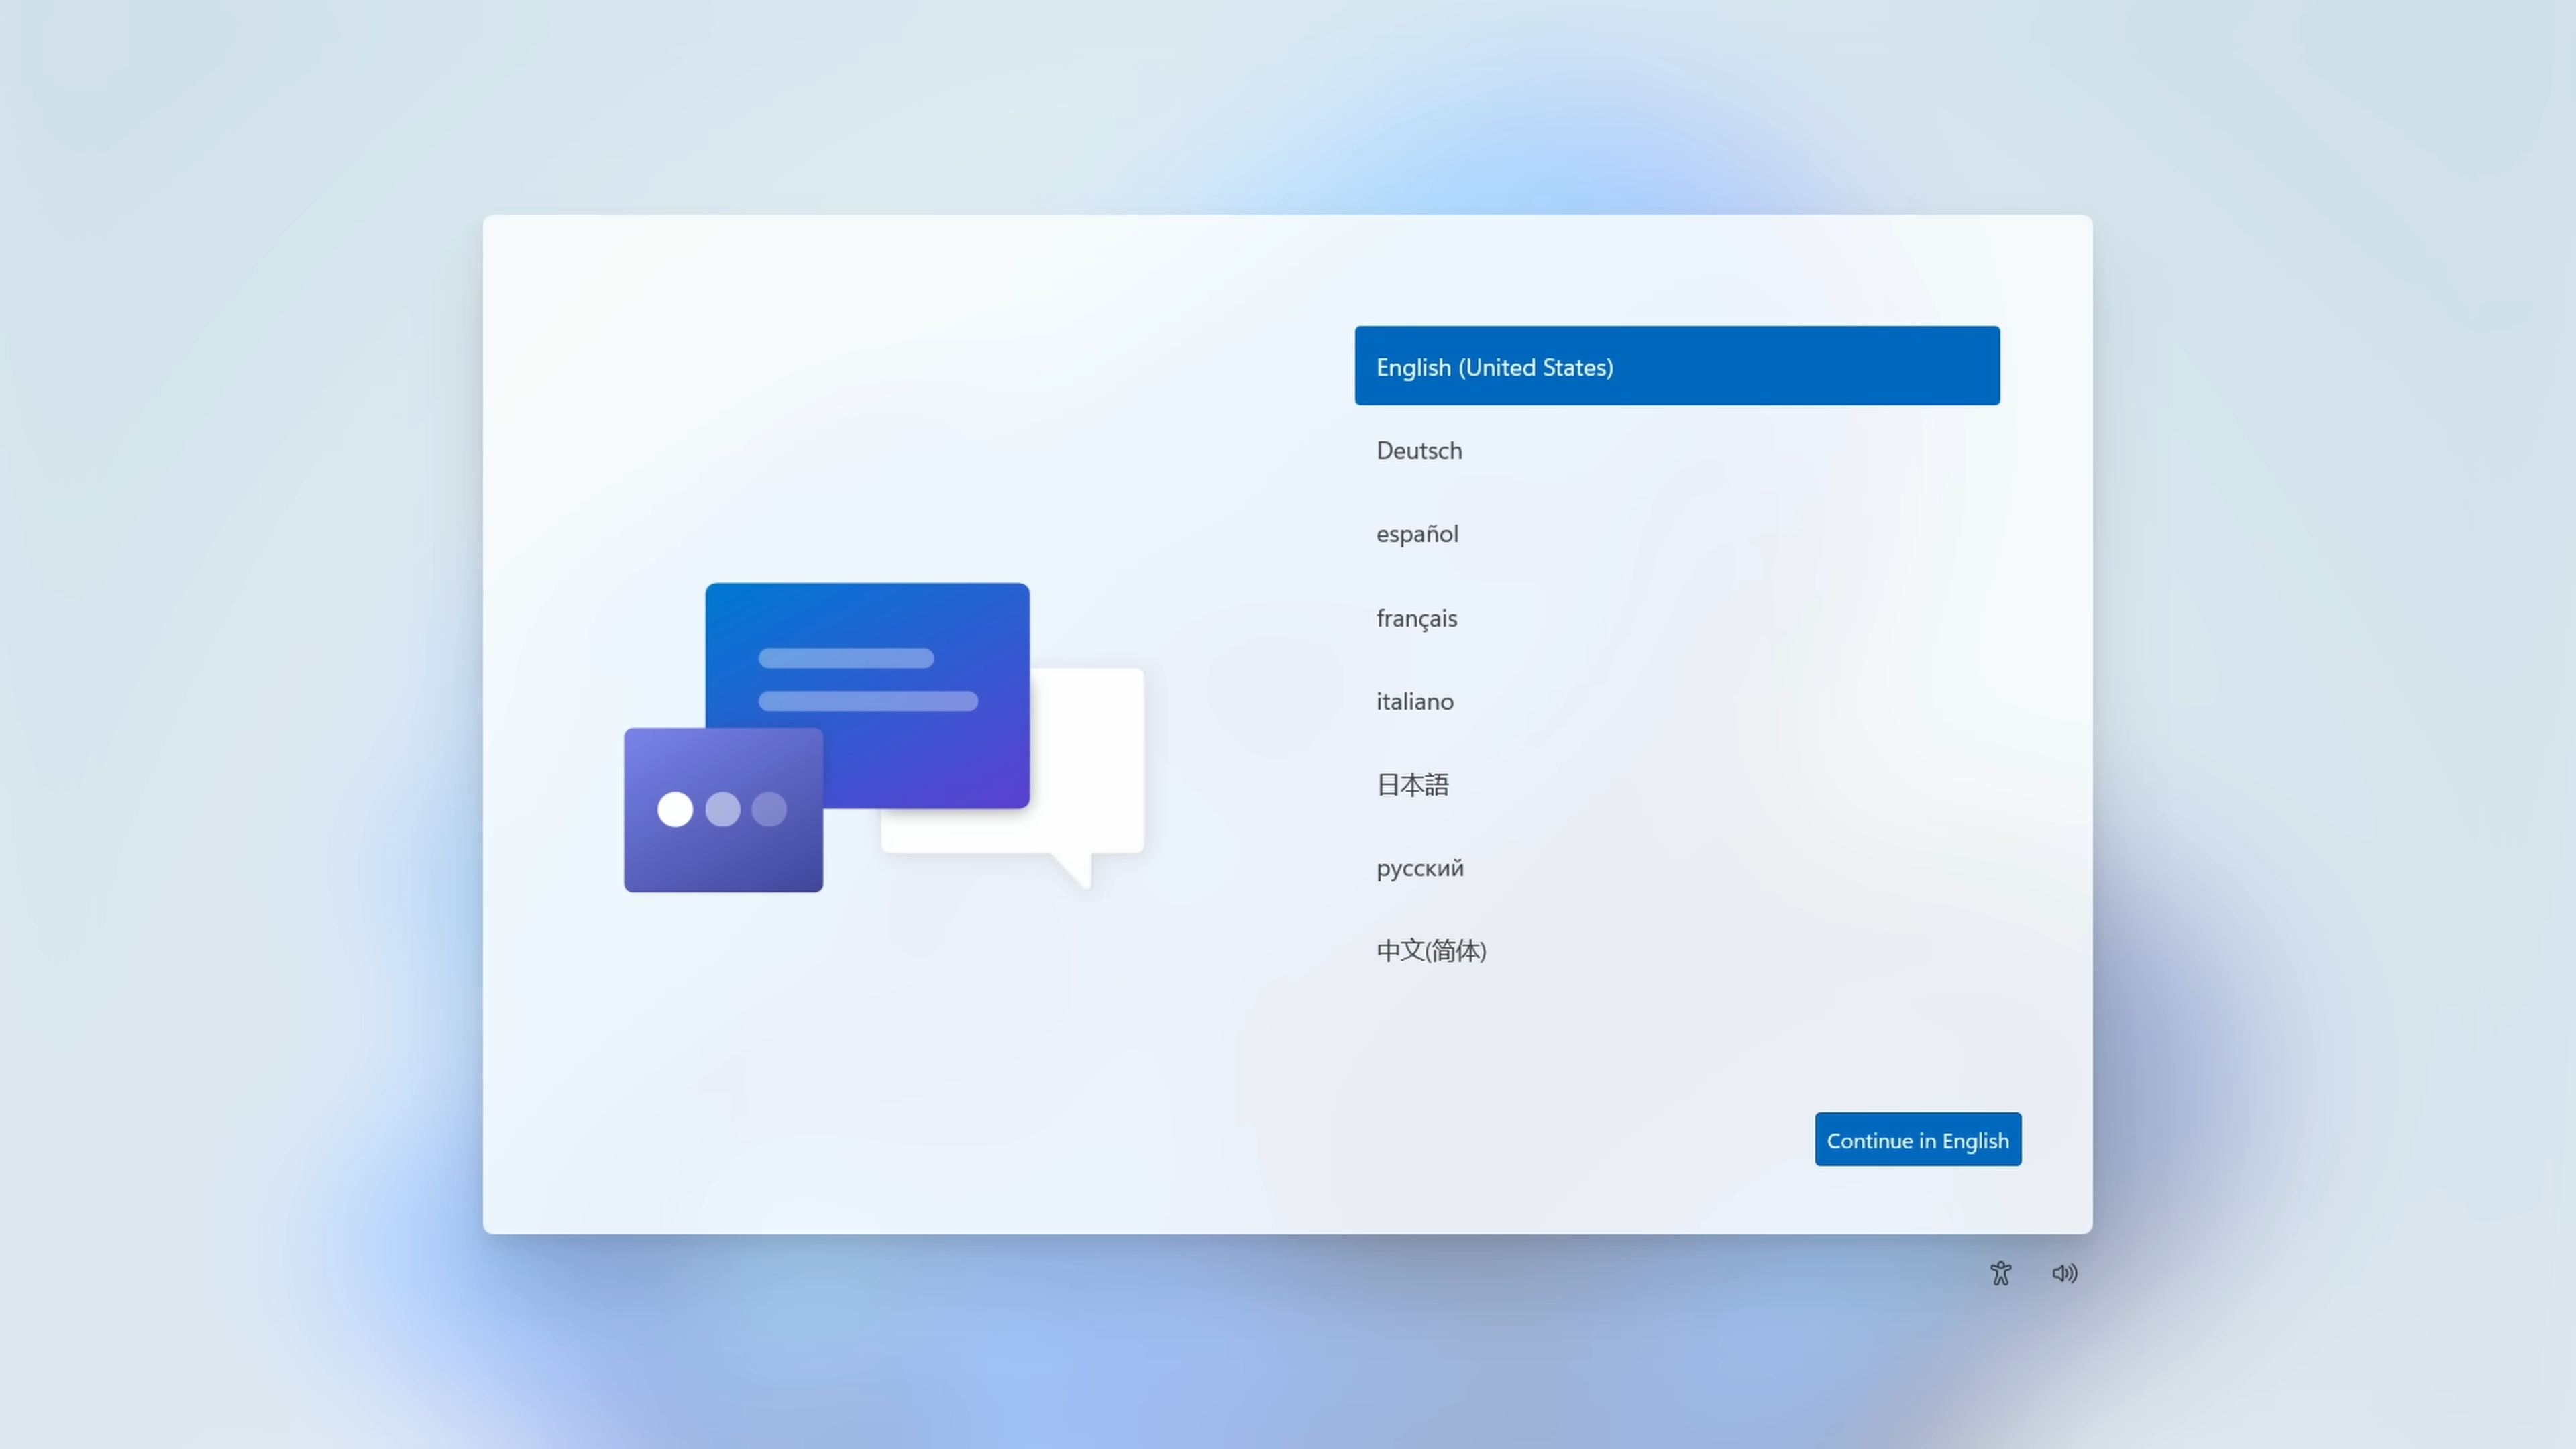 English (United States)
Deutsch
español
français
italiano
日本語
русский
中文(简体)
Continue in English